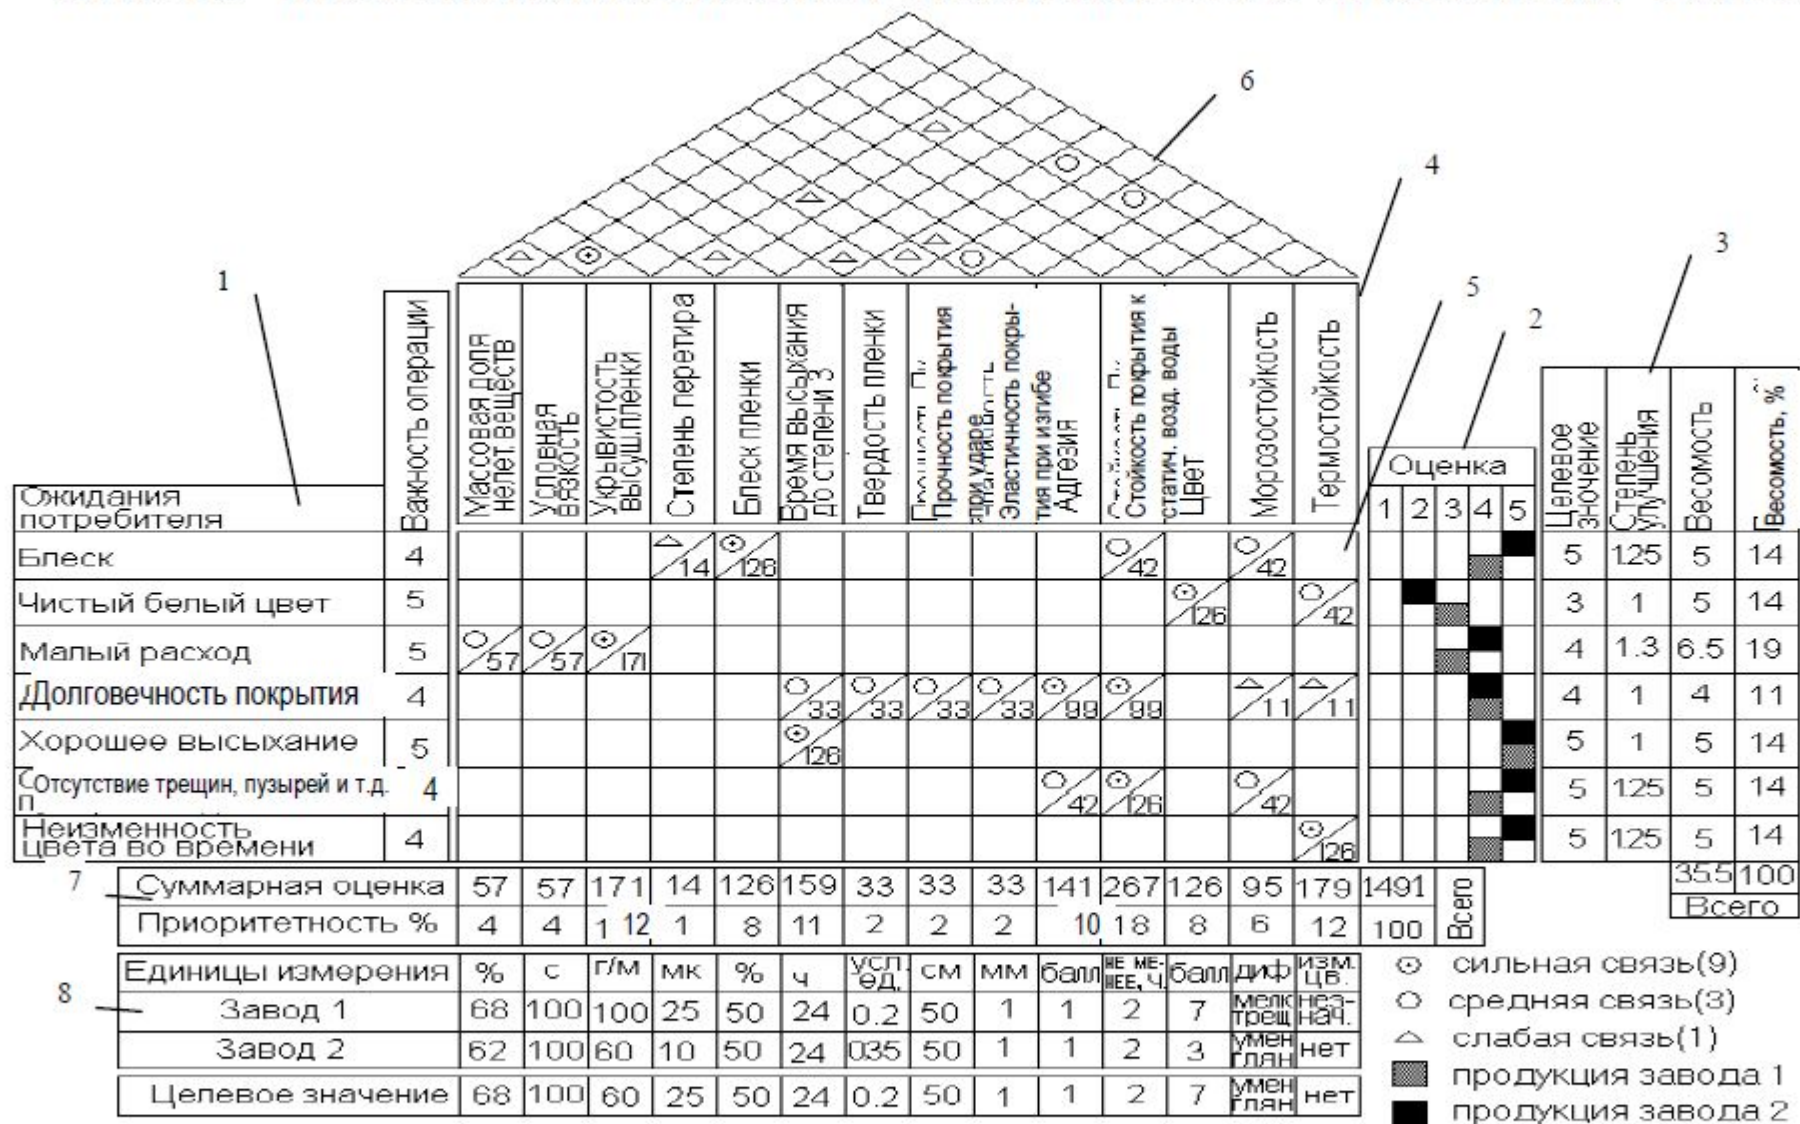 6
4
1
3
5
2
Важность операции
Массовая доля
нелет. веществ
Условная
вязкость
Укрывистость
высуш.пленки
Степень перетира
Блеск пленки
Время высыхания
до степени 3
Твердость пленки
Прочность покрытия
при ударе
Эластичность покры-
тия при изгибе
Адгезия
Стойкость покрытия к
статич. возд. воды
Цвет
Морозостойкость
Термостойкость
Оценка
1 2 3 4 5
Целевое
значение
Степень
улучшения
Весомость
Весомость, %
Ожидания
потребителя
Блеск 4 14 126 42 42 5 1.25 5 14
Чистый белый цвет 5 126 42 3 1 5 14
Малый расход 5 57 57 171 4 1.3 6.5 19
Долговечность покрытия 4 33 33 33 33 99 99 11 11 4 1 4 11
Хорошее высыхание 5 126 5 1 5 14
Отсутствие трещин, пузырей и т.д. 4 42 126 42 5 1.25 5 14
Неизменность
цвета во времени 4 126 5 1.25 5 14
35.5 100
Всего
7
Суммарная оценка 57 57 171 14 126 159 33 33 33 141 267 126 95 179 1491
Приоритетность % 4 4 1 12 1 8 11 2 2 2 10 18 8 6 12 100
Всего
8
Единицы измерения % с г/м мк % ч усл. ед. см мм балл не ме-нее, ч. балл диф изм. цв.
Завод 1 68 100 100 25 50 24 0.2 50 1 1 2 7 мелк трещ нез-нач.
Завод 2 62 100 60 10 50 24 035 50 1 1 2 3 умен глян нет
Целевое значение 68 100 60 25 50 24 0.2 50 1 1 2 7 умен глян нет
сильная связь(9)
средняя связь(3)
слабая связь(1)
продукция завода 1
продукция завода 2